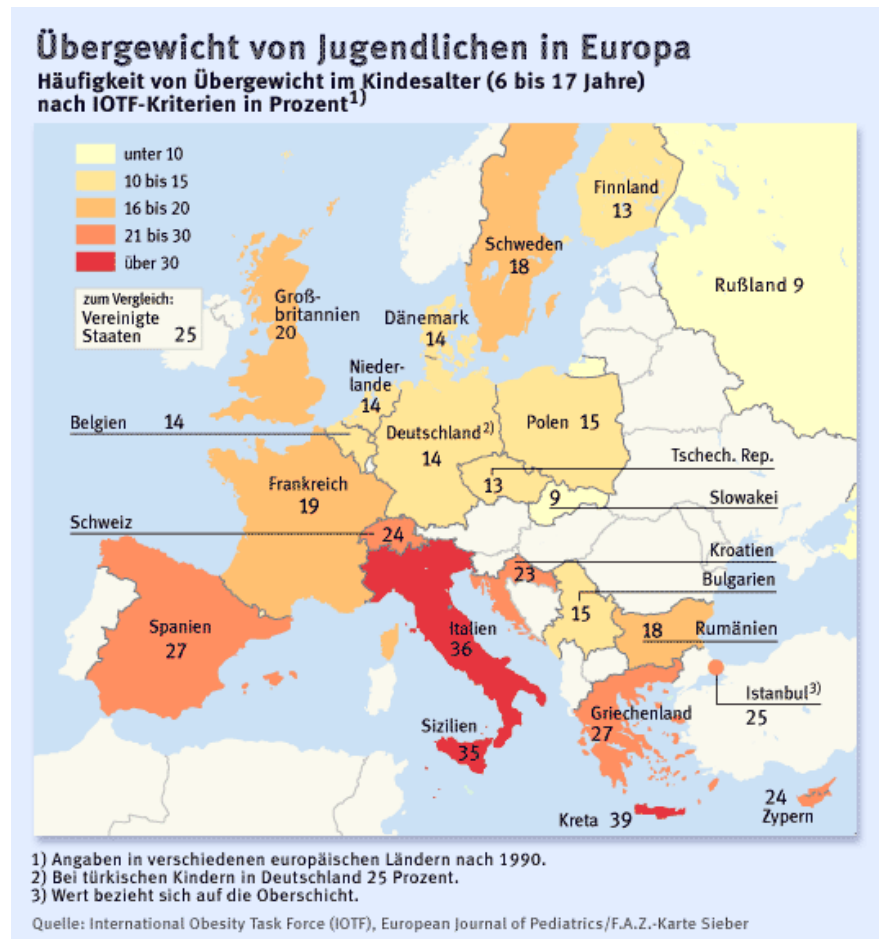 Übergewicht von Jugendlichen in Europa
Häufigkeit von Übergewicht im Kindesalter (6 bis 17 Jahre)
nach IOTF-Kriterien in Prozent1)
unter 10
10 bis 15
16 bis 20
21 bis 30
über 30
zum Vergleich:
Vereinigte
Staaten 25
Finnland
13
Schweden
18
Rußland 9
Groß-
britannien
20
Dänemark
14
Nieder-
lande
14
Belgien 14
Deutschland2)
14
Polen 15
Tschech. Rep.
13
Slowakei
9
Frankreich
19
Schweiz
24
Kroatien
23
Bulgarien
15
18 Rumänien
Spanien
27
Italien
36
Istanbul3)
25
Griechenland
27
Sizilien
35
Kreta 39
24
Zypern
1) Angaben in verschiedenen europäischen Ländern nach 1990.
2) Bei türkischen Kindern in Deutschland 25 Prozent.
3) Wert bezieht sich auf die Oberschicht.
Quelle: International Obesity Task Force (IOTF), European Journal of Pediatrics/F.A.Z.-Karte Sieber